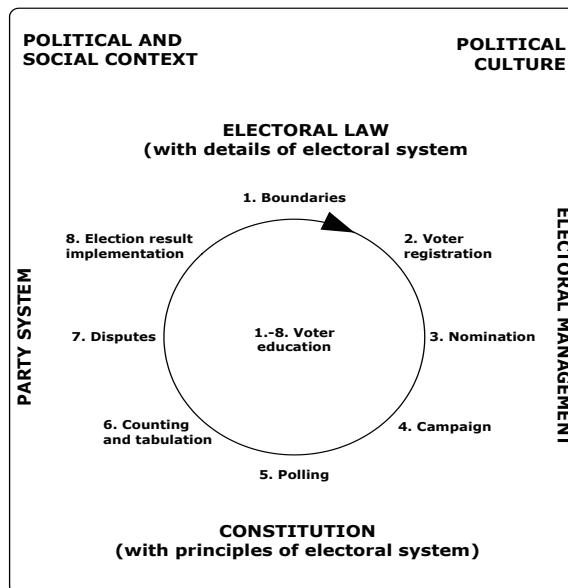 POLITICAL AND
SOCIAL CONTEXT
POLITICAL
CULTURE
ELECTORAL LAW
(with details of electoral system
1. Boundaries
8. Election result
implementation
2. Voter
registration
PARTY SYSTEM
7. Disputes
1.-8. Voter
education
3. Nomination
ELECTORAL MANAGEMENT
6. Counting
and tabulation
4. Campaign
5. Polling
CONSTITUTION
(with principles of electoral system)